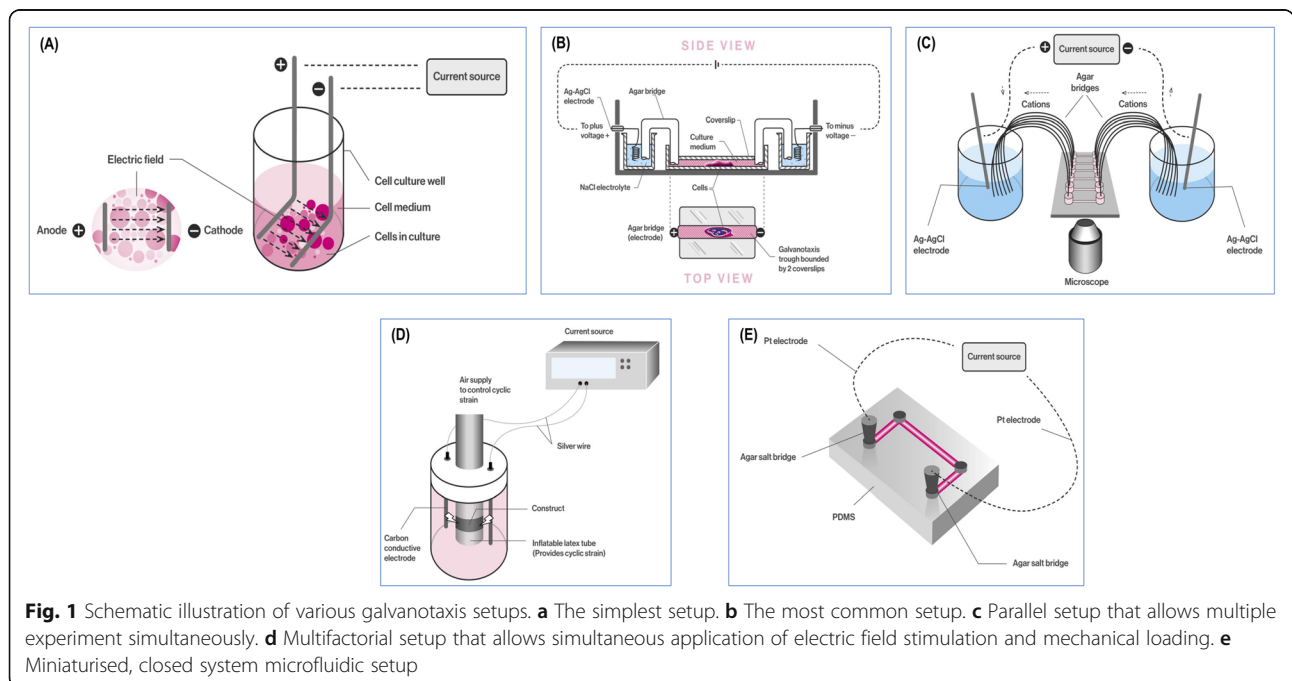 (A)
+
−
Current source
Electric field
Cell culture well
Cell medium
Cells in culture
Anode +
− Cathode
(B)
SIDE VIEW
Ag-AgCl
electrode
Agar bridge
Coverslip
To plus
voltage +
Culture
medium
To minus
voltage −
NaCl electrolyte
Cells
Agar bridge
(electrode)
+
−
Galvanotaxis
trough bounded
by 2 coverslips
TOP VIEW
(C)
+
Current source
−
Agar
bridges
Cations
Cations
Ag-AgCl
electrode
Ag-AgCl
electrode
Microscope
(D)
Current source
Air supply
to control cyclic
strain
Silver wire
Construct
Carbon
conductive
electrode
Inflatable latex tube
(Provides cyclic strain)
(E)
Pt electrode
Current source
Pt electrode
Agar salt bridge
PDMS
Agar salt bridge
Fig. 1 Schematic illustration of various galvanotaxis setups. a The simplest setup. b The most common setup. c Parallel setup that allows multiple
experiment simultaneously. d Multifactorial setup that allows simultaneous application of electric field stimulation and mechanical loading. e
Miniaturised, closed system microfluidic setup